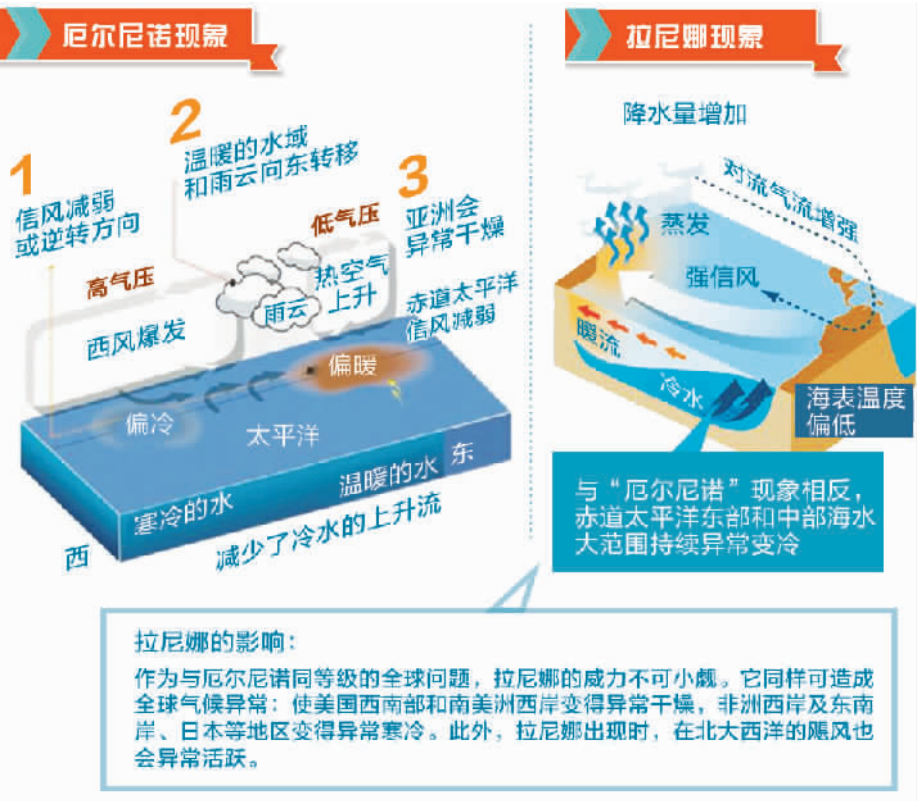 厄尔尼诺现象
1
信风减弱
或逆转方向
2
温暖的水域
和雨云向东转移
3
亚洲会
异常干燥
高气压
低气压
西风爆发
雨云
热空气
上升
赤道太平洋
信风减弱
偏暖
偏冷
太平洋
寒冷的水
温暖的水
东
西
减少了冷水的上升流
拉尼娜现象
降水量增加
对流气流增强
蒸发
强信风
暖流
冷水
海表温度
偏低
与“厄尔尼诺”现象相反，
赤道太平洋东部和中部海水
大范围持续异常变冷
拉尼娜的影响：
作为与厄尔尼诺同等级的全球问题，拉尼娜的威力不可小觑。它同样可造成
全球气候异常：使美国西南部和南美洲西岸变得异常干燥，非洲西岸及东南
岸、日本等地区变得异常寒冷。此外，拉尼娜出现时，在北大西洋的飓风也
会异常活跃。